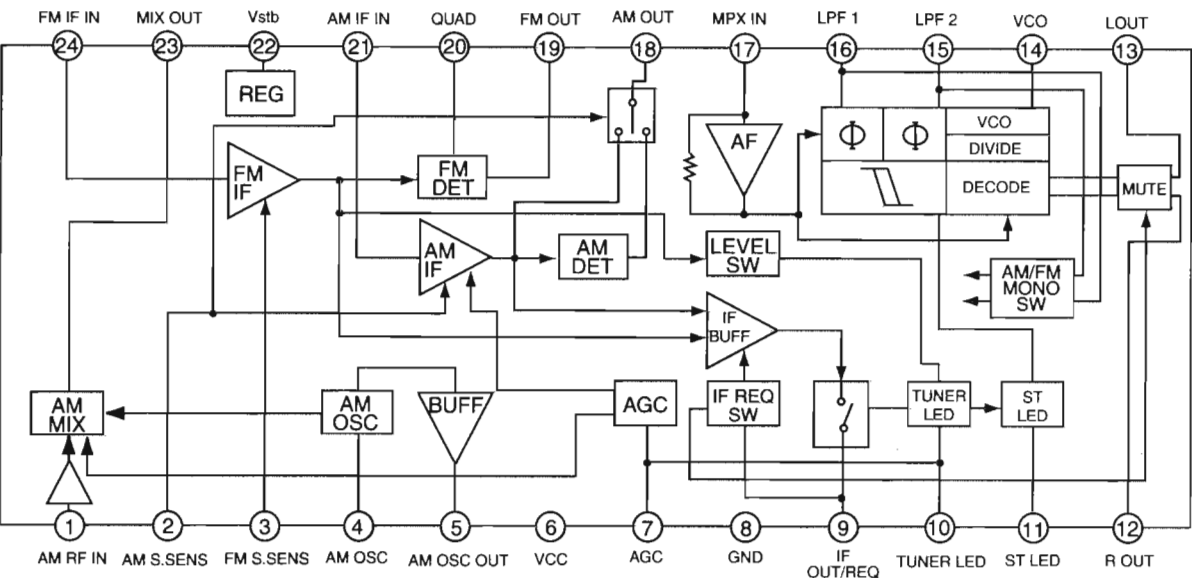 FM IF IN
MIX OUT
Vstb
AM IF IN
QUAD
FM OUT
AM OUT
MPX IN
LPF 1
LPF 2
VCO
LOUT
24
23
22
21
20
19
18
17
16
15
14
13
REG
FM
IF
FM
DET
AF
Φ
Φ
VCO
DIVIDE
DECODE
MUTE
AM
IF
AM
DET
LEVEL
SW
AM/FM
MONO
SW
IF
BUFF
AM
MIX
AM
OSC
BUFF
AGC
IF REQ
SW
TUNER
LED
ST
LED
1
2
3
4
5
6
7
8
9
10
11
12
AM RF IN
AM S.SENS
FM S.SENS
AM OSC
AM OSC OUT
VCC
AGC
GND
IF
OUT/REQ
TUNER LED
ST LED
R OUT